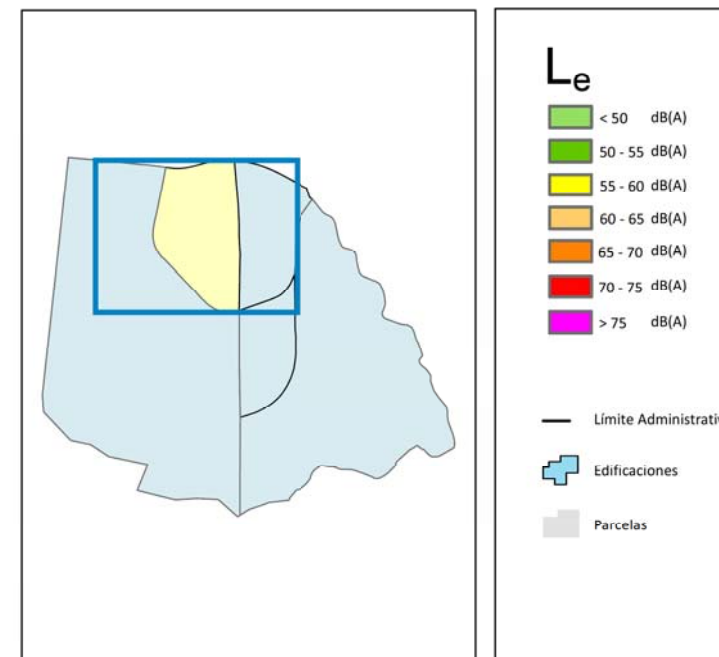 Le
< 50 dB(A)
50 - 55 dB(A)
55 - 60 dB(A)
60 - 65 dB(A)
65 - 70 dB(A)
70 - 75 dB(A)
> 75 dB(A)
Límite Administrativ
Edificaciones
Parcelas